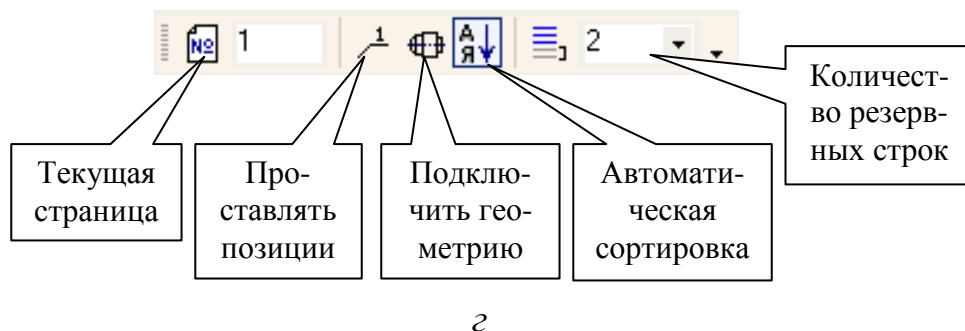 № 1 1 А Я 2
Количест-
во резерв-
ных строк
Текущая
страница
Про-
ставлять
позиции
Подклю-
чить гео-
метрию
Автомати-
ческая
сортировка
г